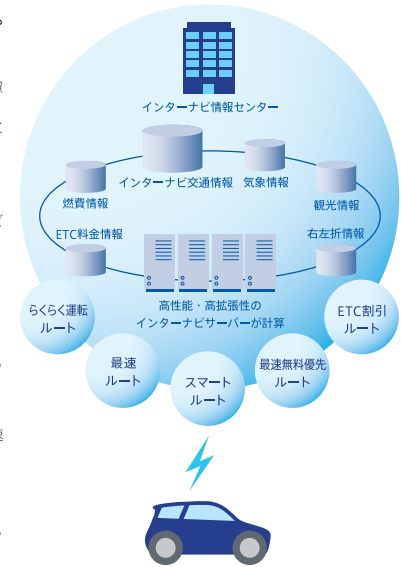 インターナビ情報センター
インターナビ交通情報
気象情報
燃費情報
観光情報
ETC料金情報
右左折情報
高性能・高拡張性の
インターナビサーバーが計算
らくらく運転
ルート
最速
ルート
スマート
ルート
最速無料優先
ルート
ETC割引
ルート